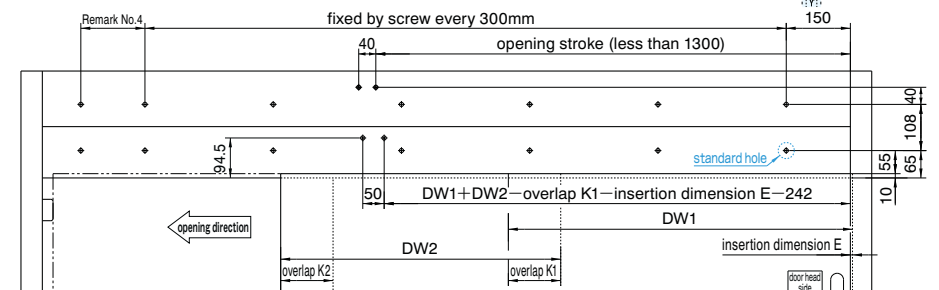 Y
Remark No.4
fixed by screw every 300mm
150
40
opening stroke (less than 1300)
40
108
94.5
standard hole
55
65
10
50
DW1+DW2−overlap K1−insertion dimension E−242
DW1
opening direction
DW2
insertion dimension E
overlap K2
overlap K1
door head
side